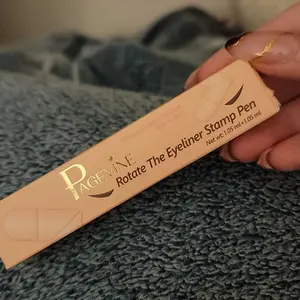 PAGEVINE
Rotate The Eyeliner Stamp Pen
Net wt: 1.05 ml+1.05 ml